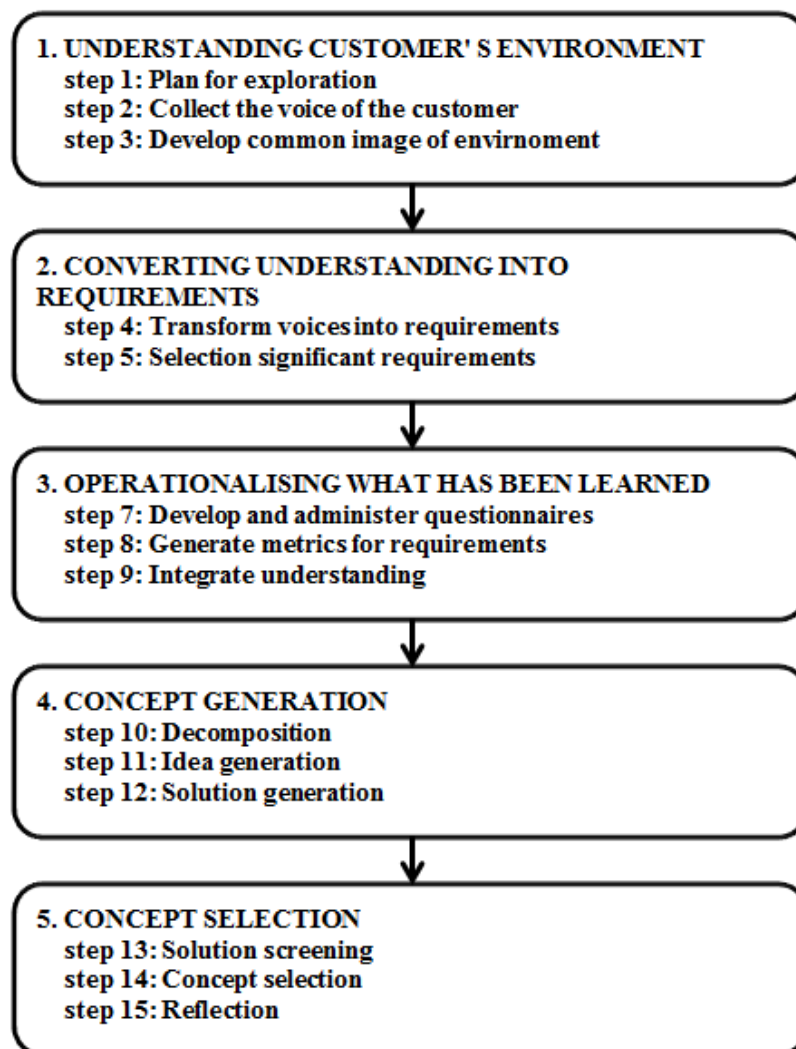 1. UNDERSTANDING CUSTOMER' S ENVIRONMENT
step 1: Plan for exploration
step 2: Collect the voice of the customer
step 3: Develop common image of envirnoment
2. CONVERTING UNDERSTANDING INTO
REQUIREMENTS
step 4: Transform voices into requirements
step 5: Selection significant requirements
3. OPERATIONALISING WHAT HAS BEEN LEARNED
step 7: Develop and administer questionnaires
step 8: Generate metrics for requirements
step 9: Integrate understanding
4. CONCEPT GENERATION
step 10: Decomposition
step 11: Idea generation
step 12: Solution generation
5. CONCEPT SELECTION
step 13: Solution screening
step 14: Concept selection
step 15: Reflection